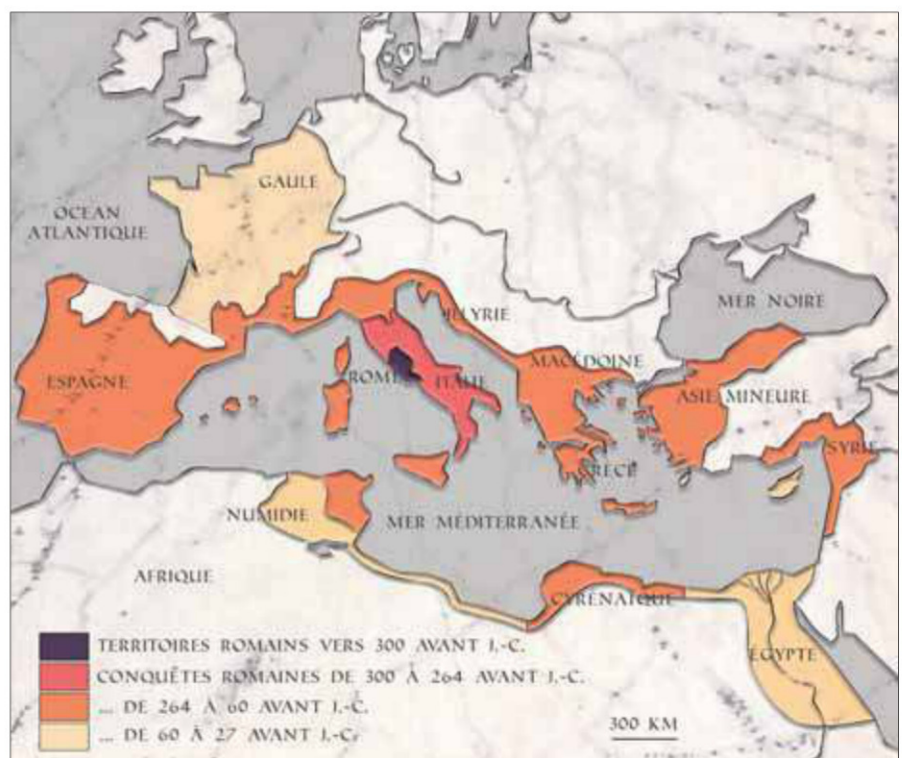 GAULE
OCÉAN
ATLANTIQUE
MER NOIRE
ILLYRIE
MACÉDOINE
ESPAGNE
ROME
ITALIE
ASIE MINEURE
SYRIE
GRÈCE
NUMIDIE
MER MÉDITERRANÉE
AFRIQUE
CYRÉNAÏQUE
ÉGYPTE
TERRITOIRES ROMAINS VERS 300 AVANT J.-C.
CONQUÊTES ROMAINES DE 300 À 264 AVANT J.-C.
... DE 264 À 60 AVANT J.-C.
... DE 60 À 27 AVANT J.-C.
300 KM